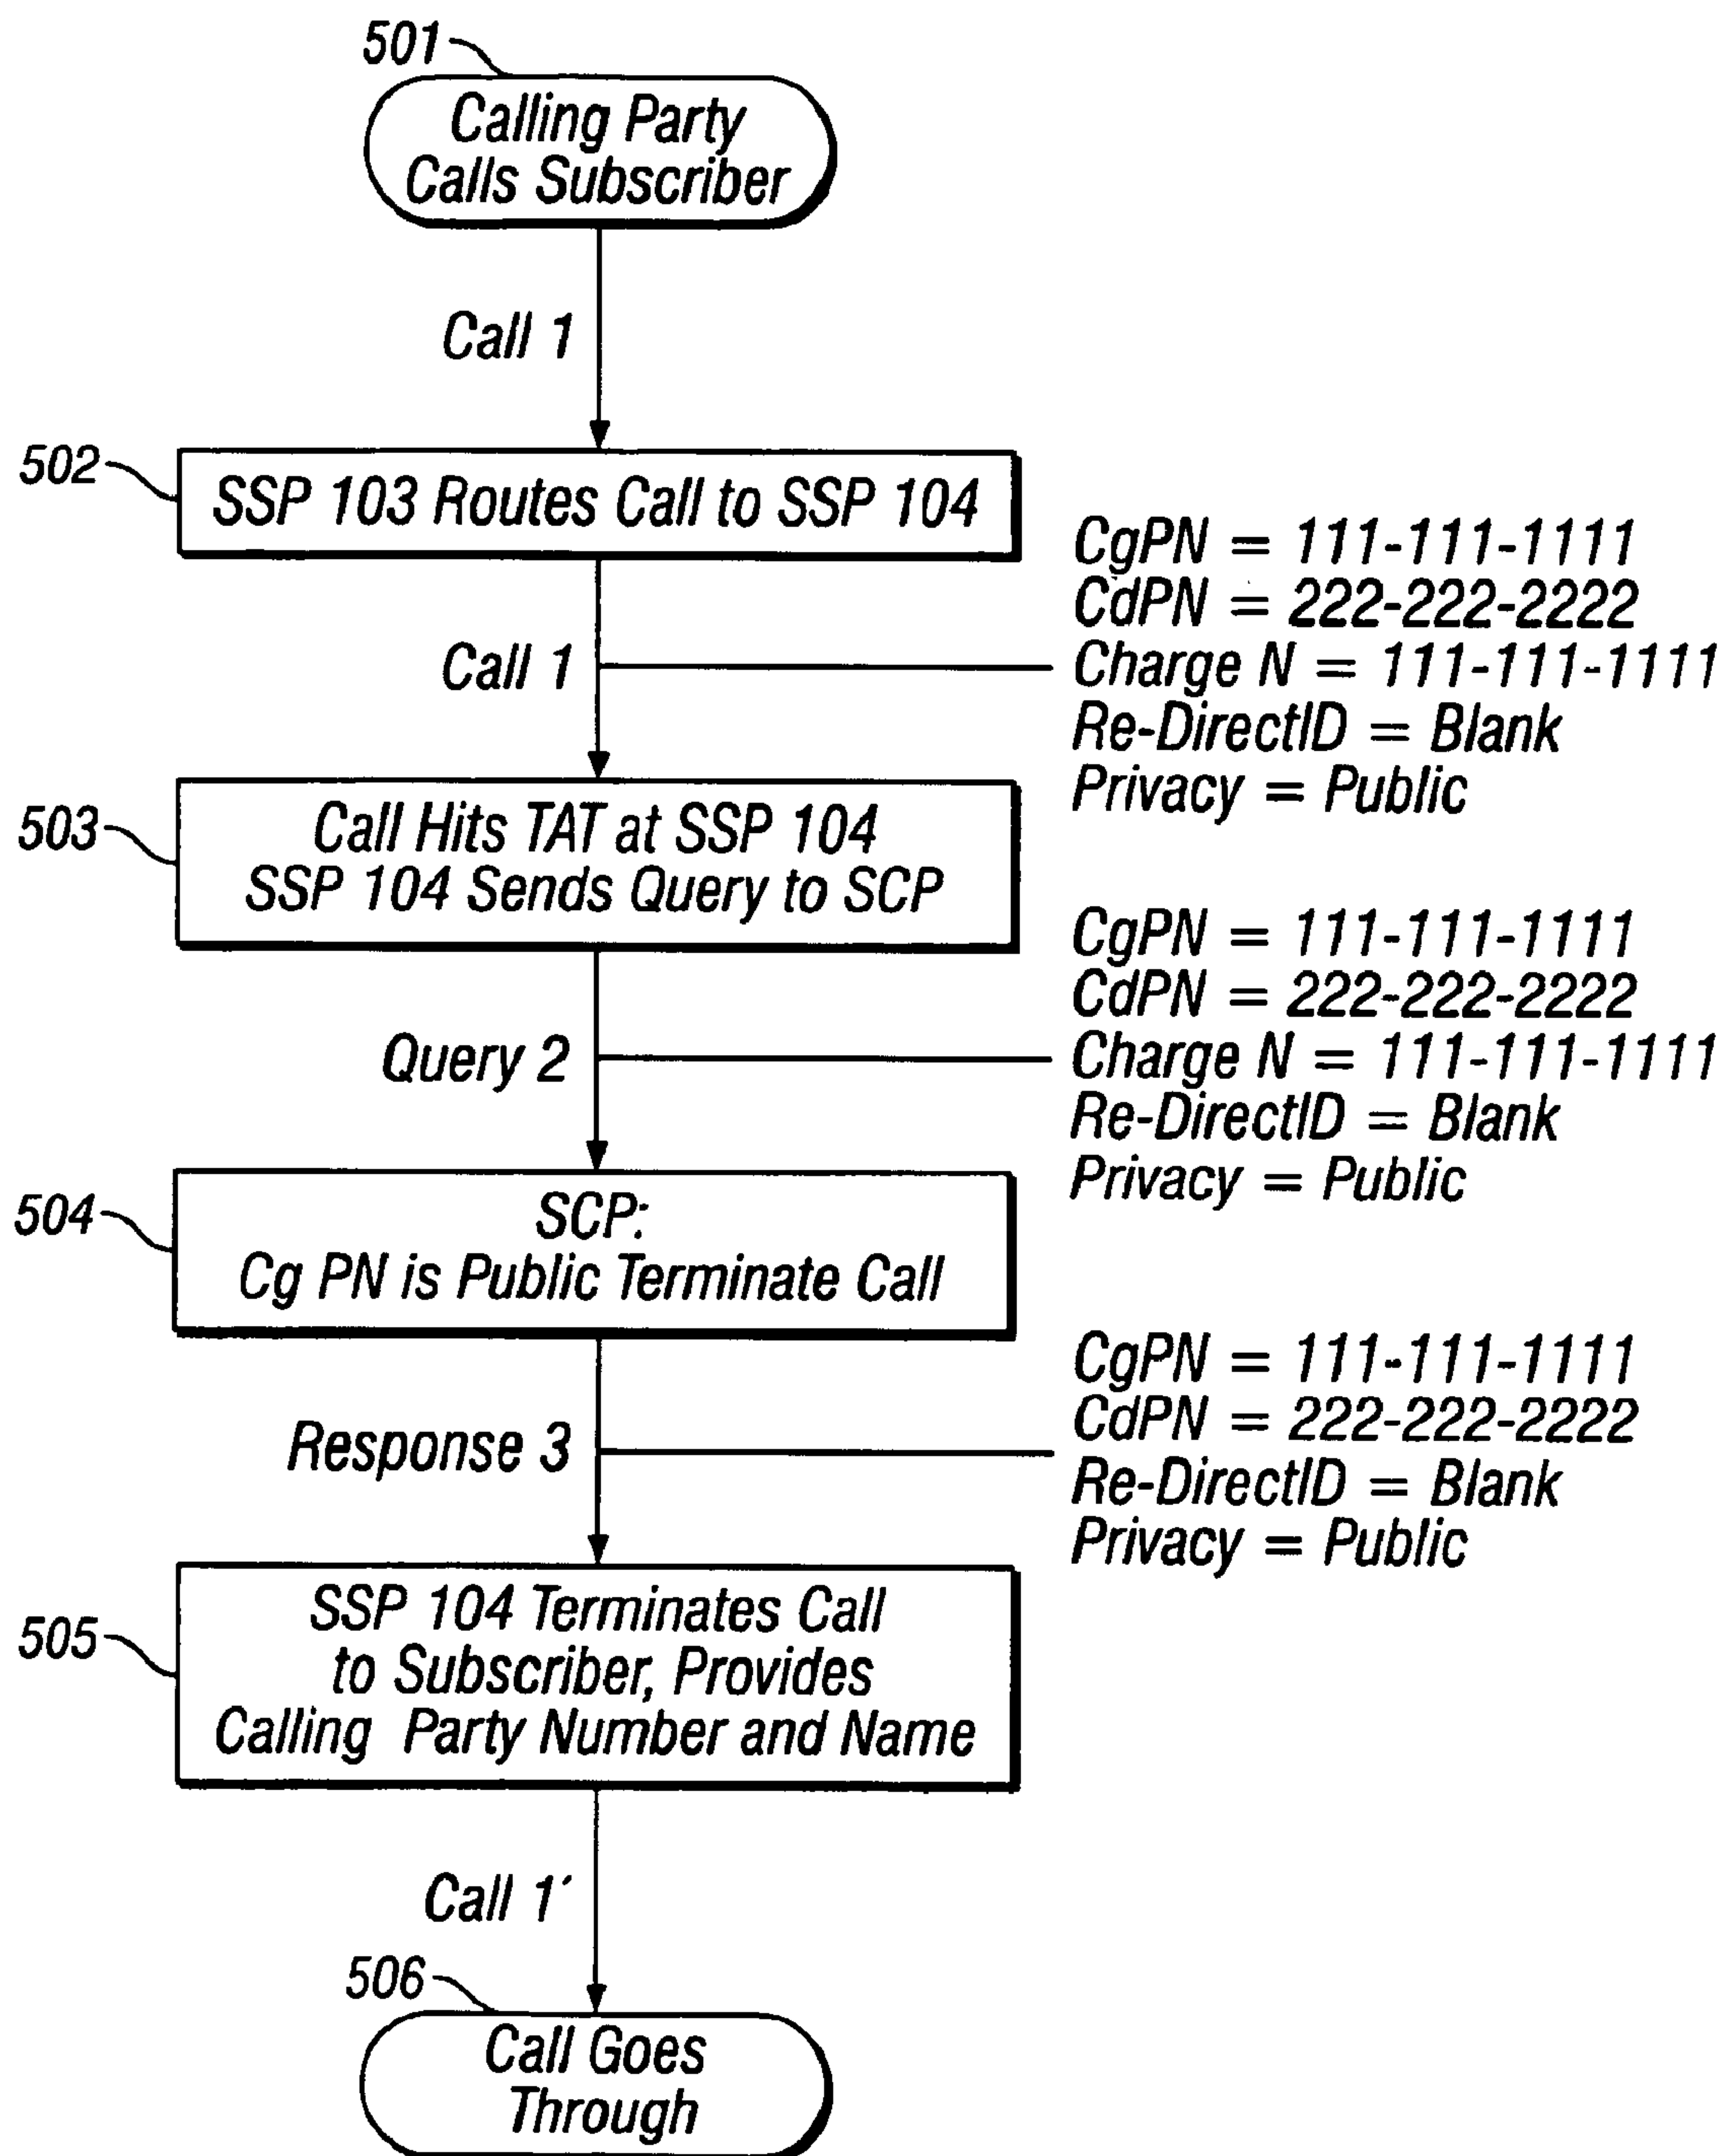 501
Calling Party
Calls Subscriber
Call 1
502
SSP 103 Routes Call to SSP 104
CgPN = 111-111-1111
CdPN = 222-222-2222
Charge N = 111-111-1111
Re-DirectID = Blank
Privacy = Public
Call 1
503
Call Hits TAT at SSP 104
SSP 104 Sends Query to SCP
CgPN = 111-111-1111
CdPN = 222-222-2222
Charge N = 111-111-1111
Re-DirectID = Blank
Privacy = Public
Query 2
504
SCP:
Cg PN is Public Terminate Call
CgPN = 111-111-1111
CdPN = 222-222-2222
Re-DirectID = Blank
Privacy = Public
Response 3
505
SSP 104 Terminates Call
to Subscriber, Provides
Calling Party Number and Name
Call 1´
506
Call Goes
Through